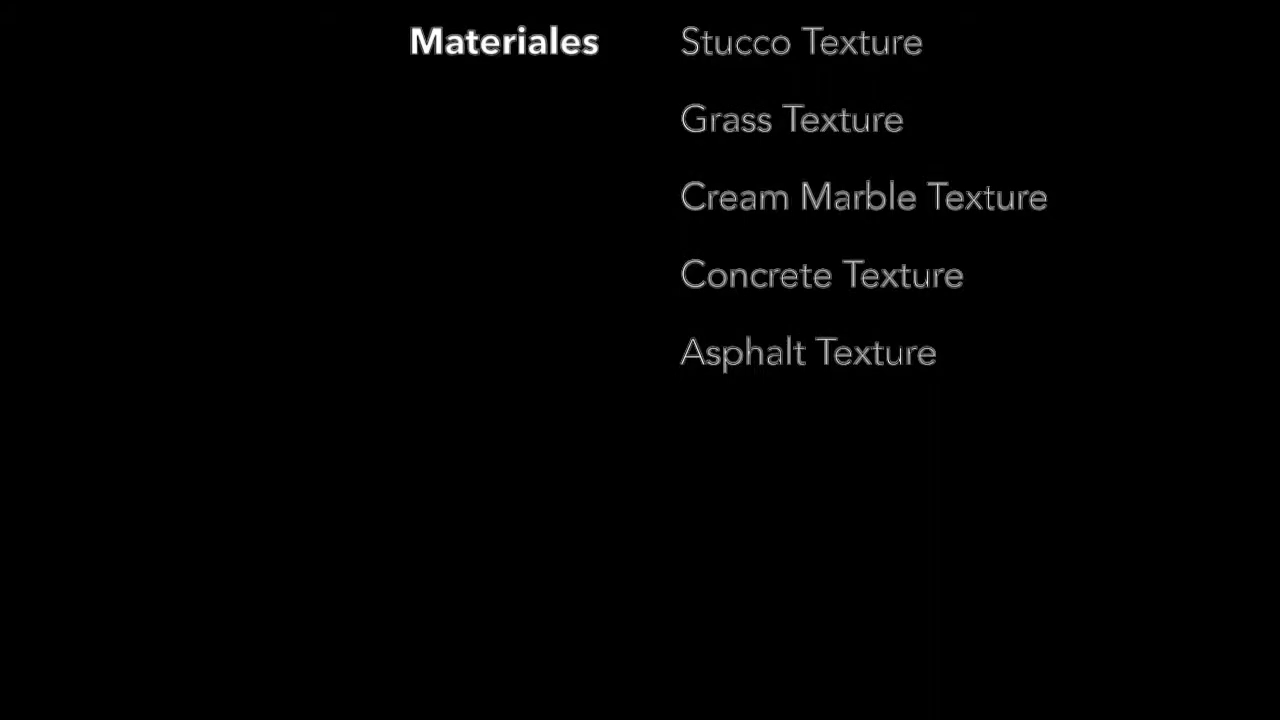 Materiales Stucco Texture
Grass Texture
Cream Marble Texture
Concrete Texture
Asphalt Texture